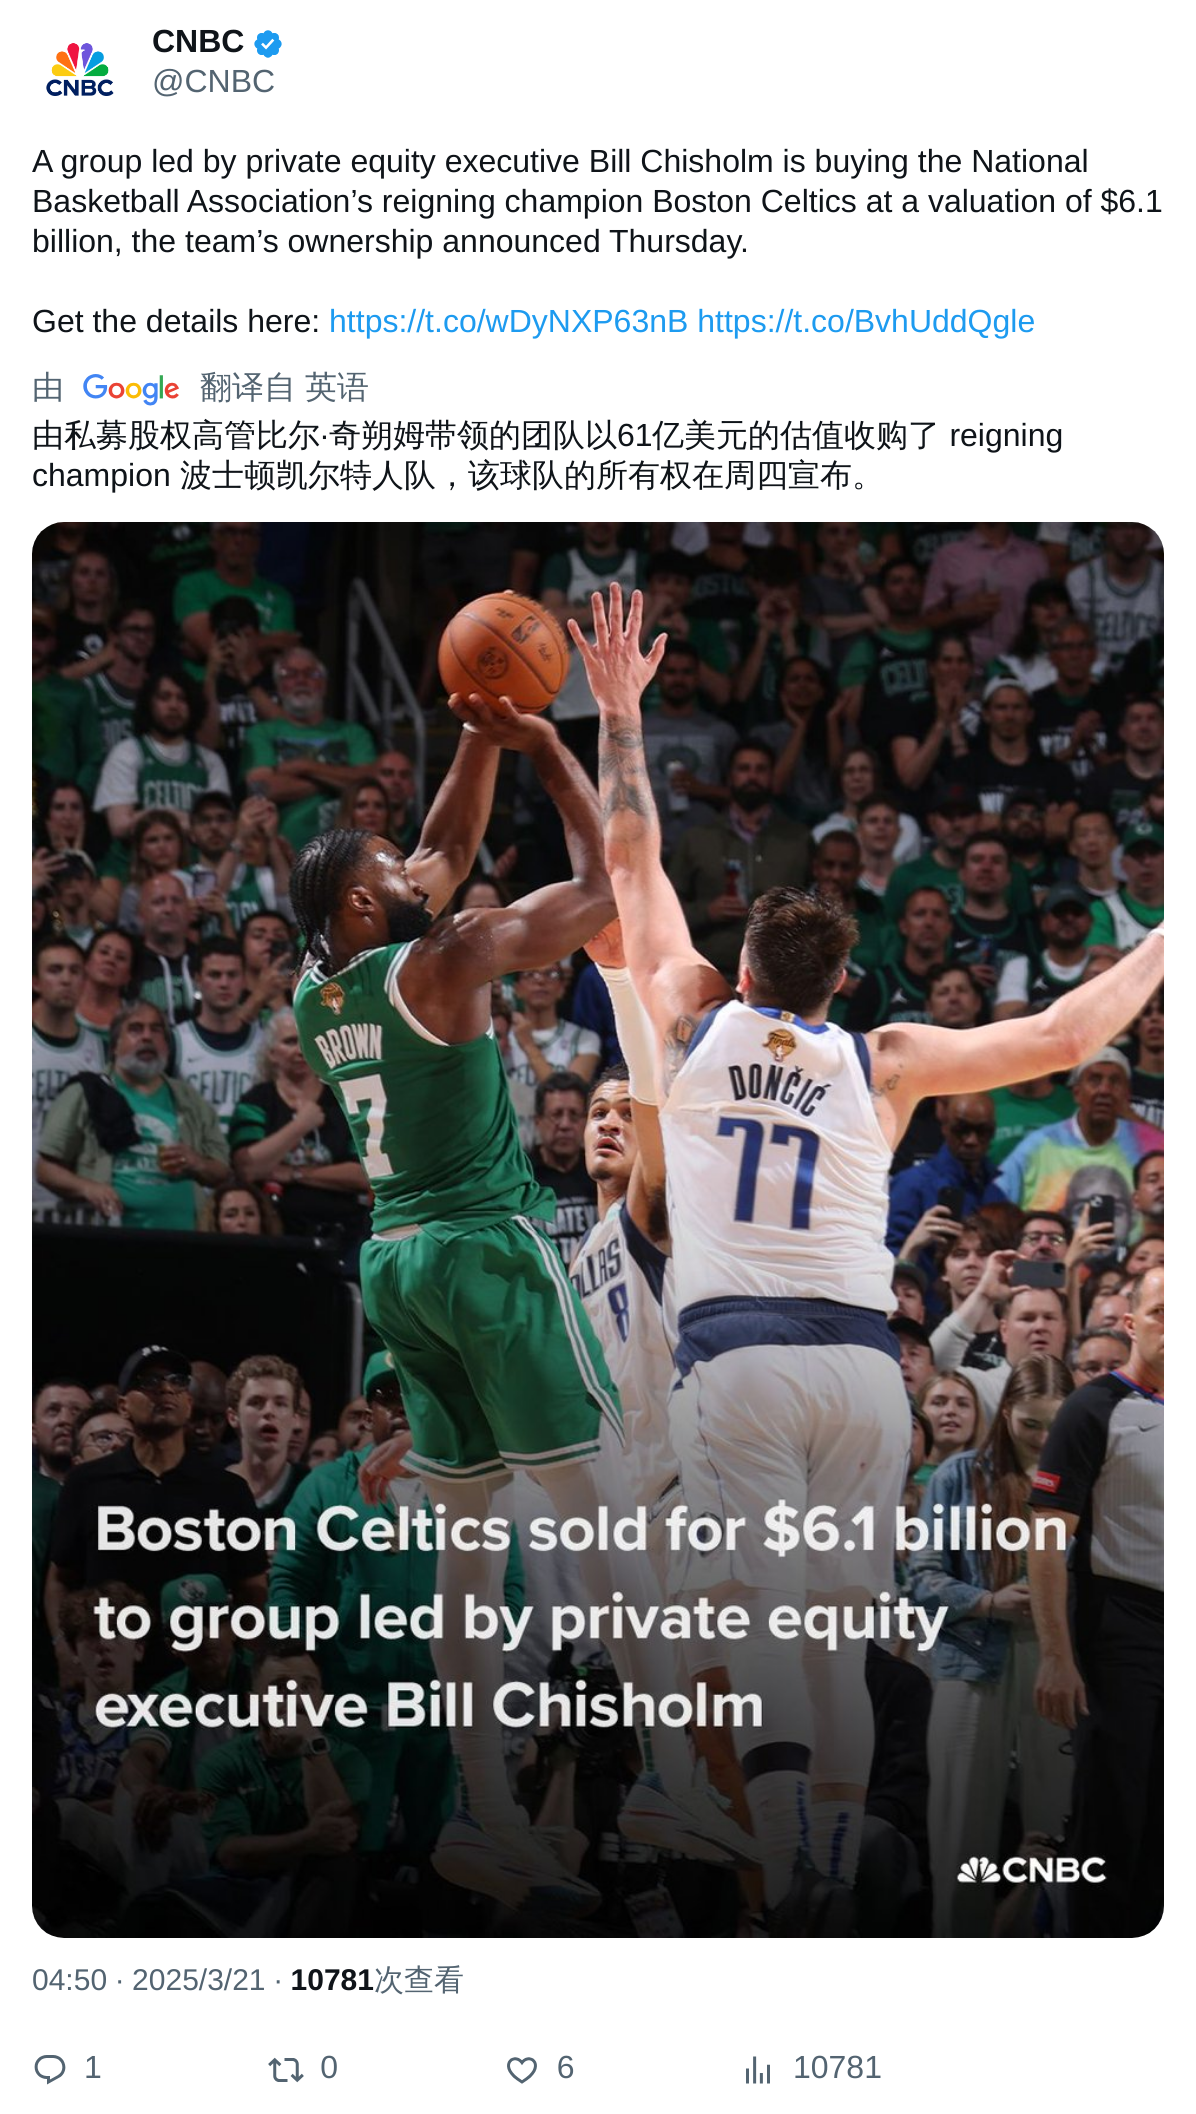 CNBC
CNBC
@CNBC
A group led by private equity executive Bill Chisholm is buying the National
Basketball Association’s reigning champion Boston Celtics at a valuation of $6.1
billion, the team’s ownership announced Thursday.
Get the details here: https://t.co/wDyNXP63nB https://t.co/BvhUddQgle
由 Google 翻译自 英语
由私募股权高管比尔·奇朔姆带领的团队以61亿美元的估值收购了 reigning
champion 波士顿凯尔特人队，该球队的所有权在周四宣布。
BROWN
7
DONČIĆ
77
8
Boston Celtics sold for $6.1 billion
to group led by private equity
executive Bill Chisholm
CNBC
04:50 · 2025/3/21 · 10781次查看
1
0
6
10781